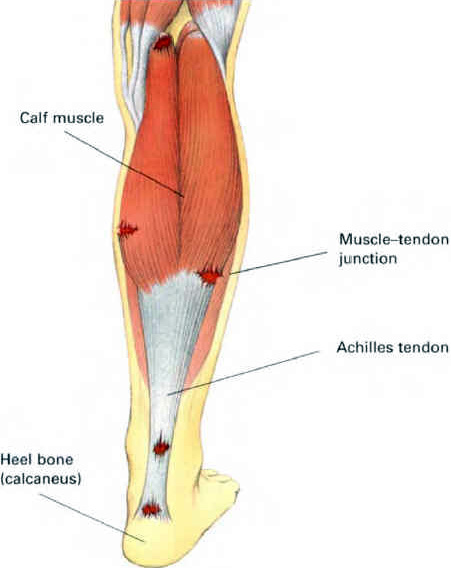 Calf muscle
Muscle–tendon
junction
Achilles tendon
Heel bone
(calcaneus)